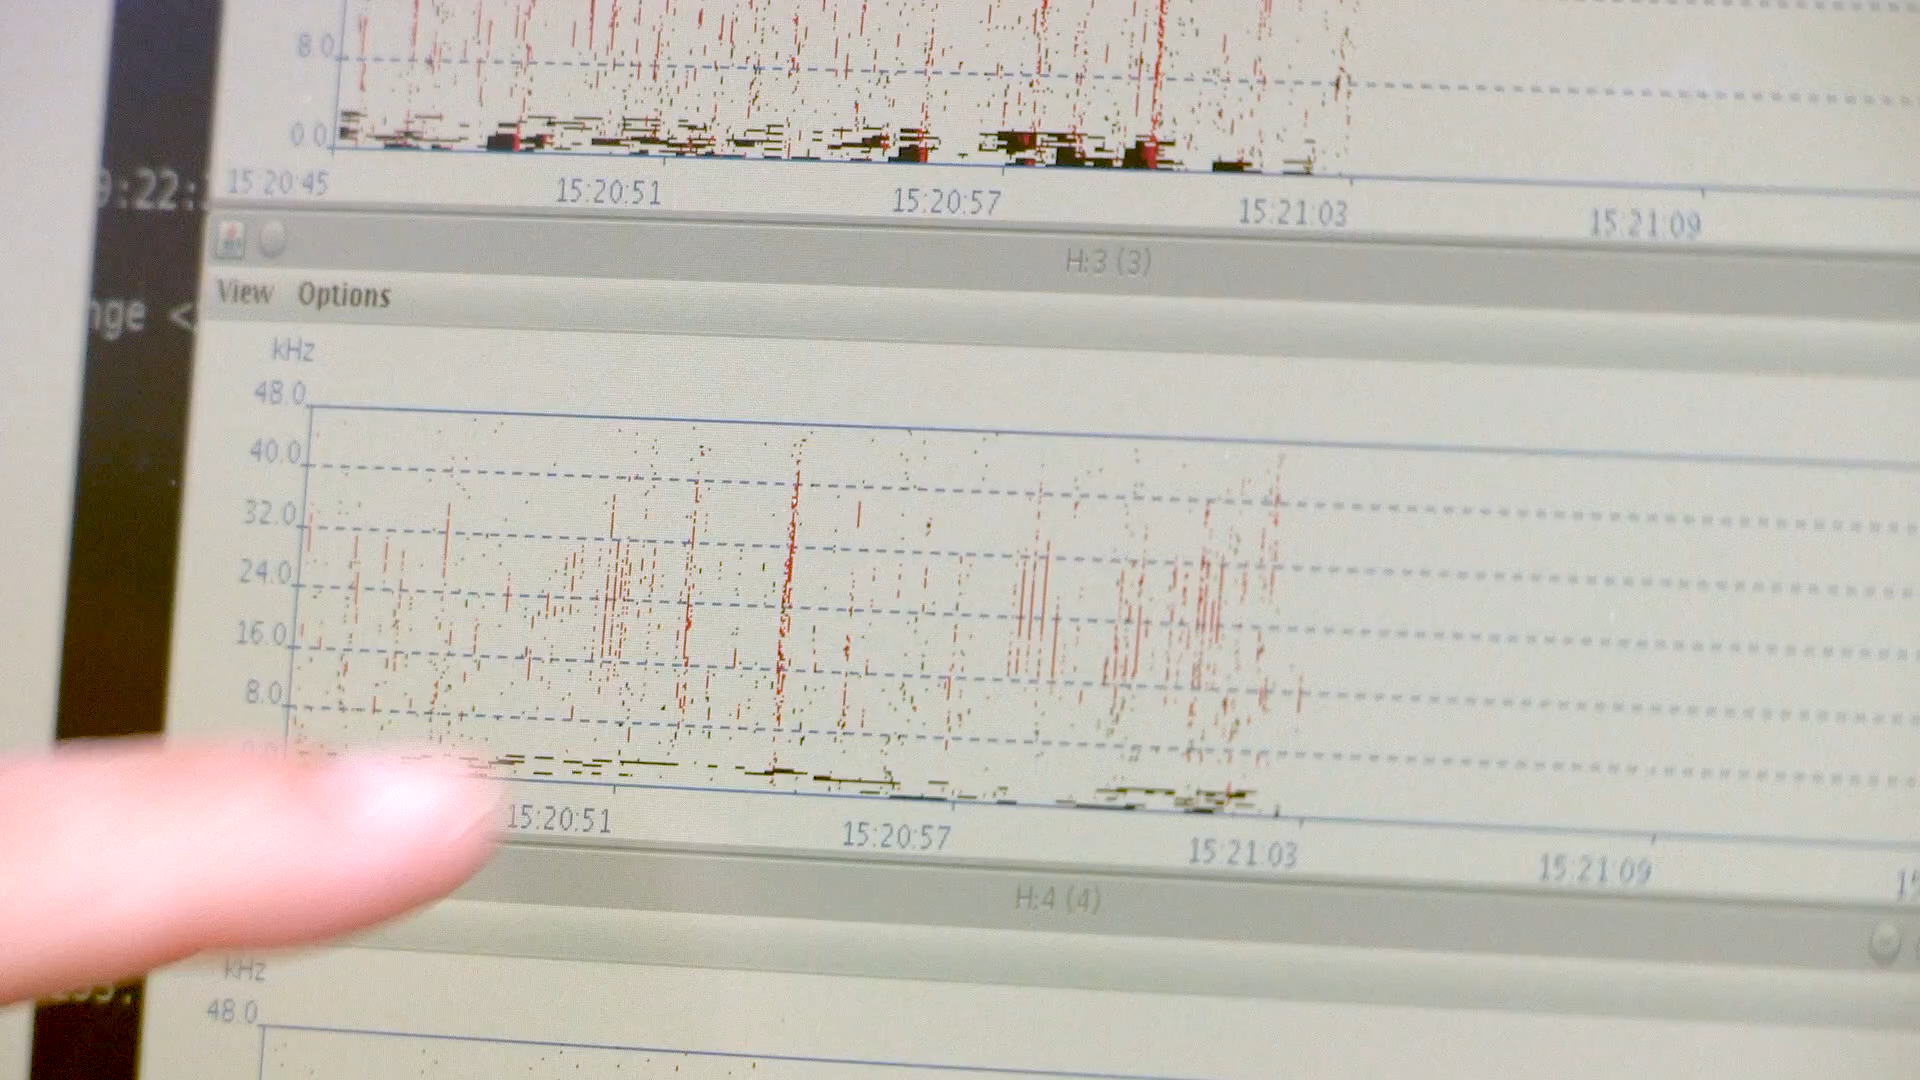 8.0
0.0
15:20:45 15:20:51 15:20:57 15:21:03 15:21:09
9:22:
H:3 (3)
View Options
nge <
kHz
48.0
40.0
32.0
24.0
16.0
8.0
0.0
15:20:51 15:20:57 15:21:03 15:21:09
H:4 (4)
kHz
48.0